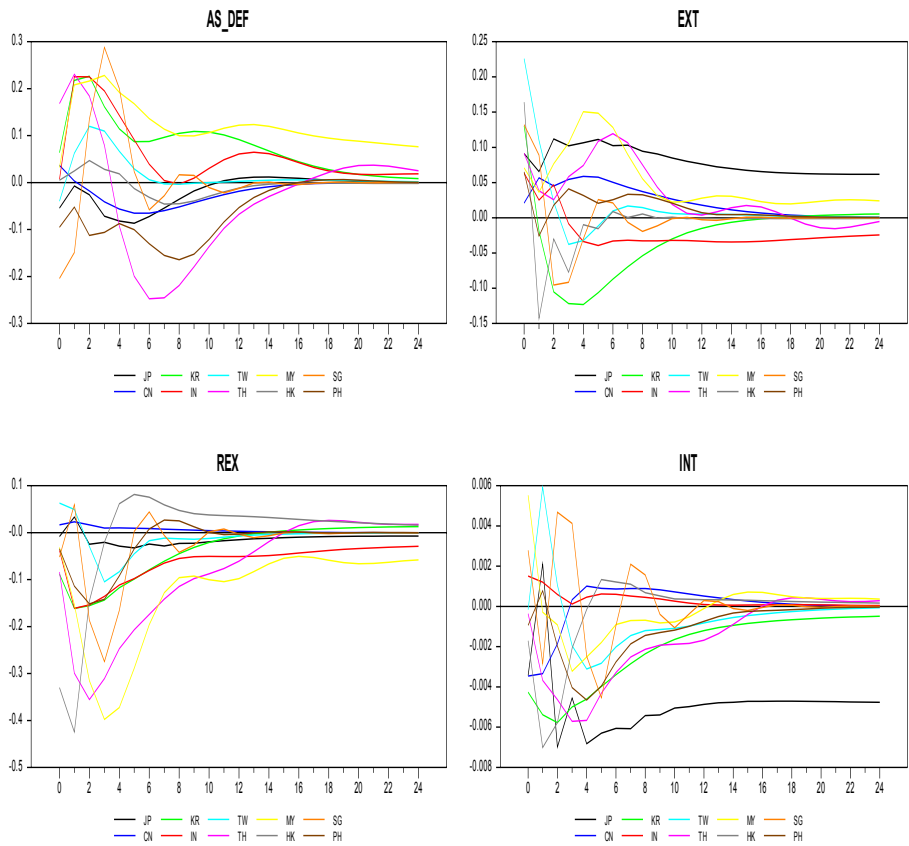 AS_DEF
0.3
0.2
0.1
0.0
-0.1
-0.2
-0.3
0 2 4 6 8 10 12 14 16 18 20 22 24
JP KR TW MY SG
CN IN TH HK PH
EXT
0.25
0.20
0.15
0.10
0.05
0.00
-0.05
-0.10
-0.15
0 2 4 6 8 10 12 14 16 18 20 22 24
JP KR TW MY SG
CN IN TH HK PH
REX
0.1
-0.0
-0.1
-0.2
-0.3
-0.4
-0.5
0 2 4 6 8 10 12 14 16 18 20 22 24
JP KR TW MY SG
CN IN TH HK PH
INT
0.006
0.004
0.002
0.000
-0.002
-0.004
-0.006
-0.008
0 2 4 6 8 10 12 14 16 18 20 22 24
JP KR TW MY SG
CN IN TH HK PH